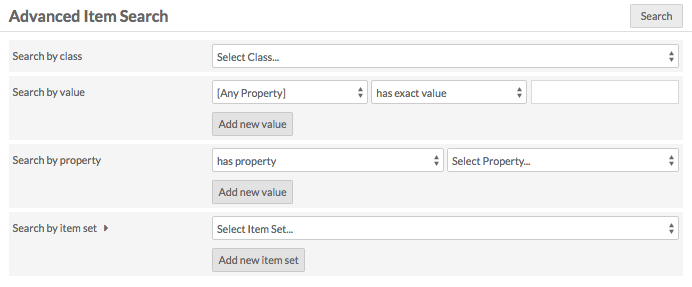 Advanced Item Search
Search
Search by class
Select Class...
Search by value
[Any Property]
has exact value
Add new value
Search by property
has property
Select Property...
Add new value
Search by item set
Select Item Set...
Add new item set